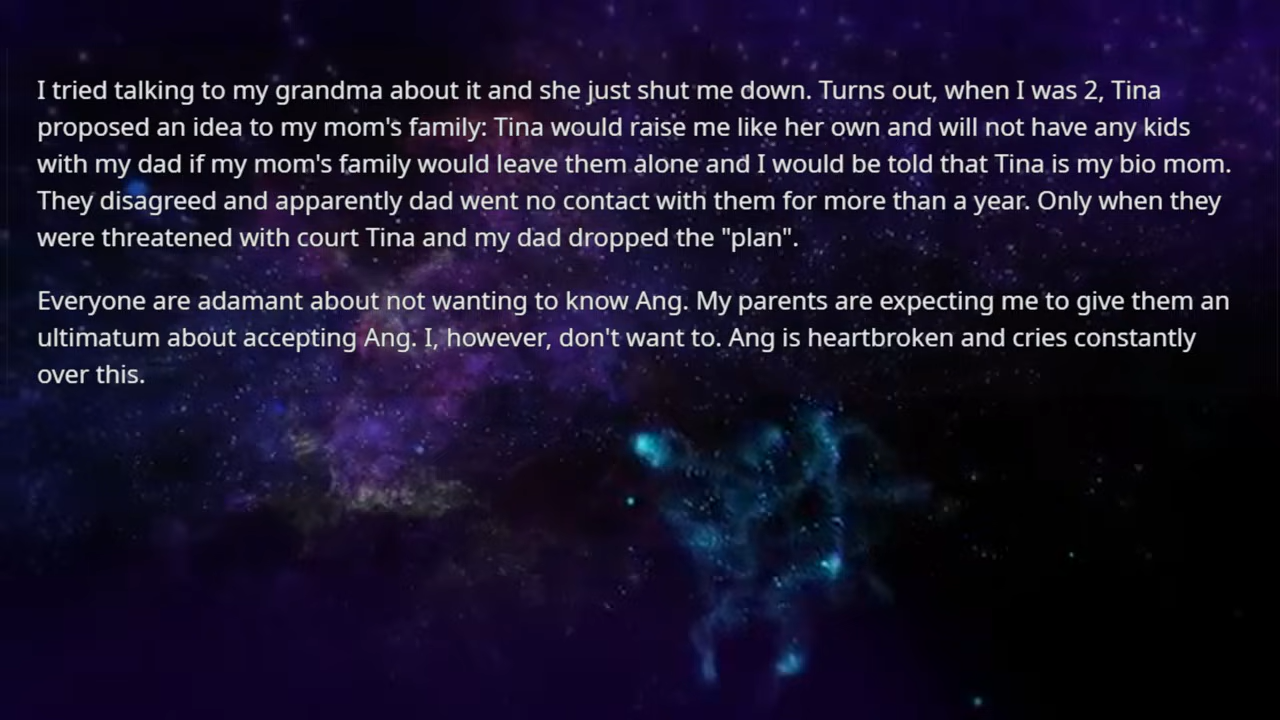 I tried talking to my grandma about it and she just shut me down. Turns out, when I was 2, Tina
proposed an idea to my mom's family: Tina would raise me like her own and will not have any kids
with my dad if my mom's family would leave them alone and I would be told that Tina is my bio mom.
They disagreed and apparently dad went no contact with them for more than a year. Only when they
were threatened with court Tina and my dad dropped the "plan".
Everyone are adamant about not wanting to know Ang. My parents are expecting me to give them an
ultimatum about accepting Ang. I, however, don't want to. Ang is heartbroken and cries constantly
over this.